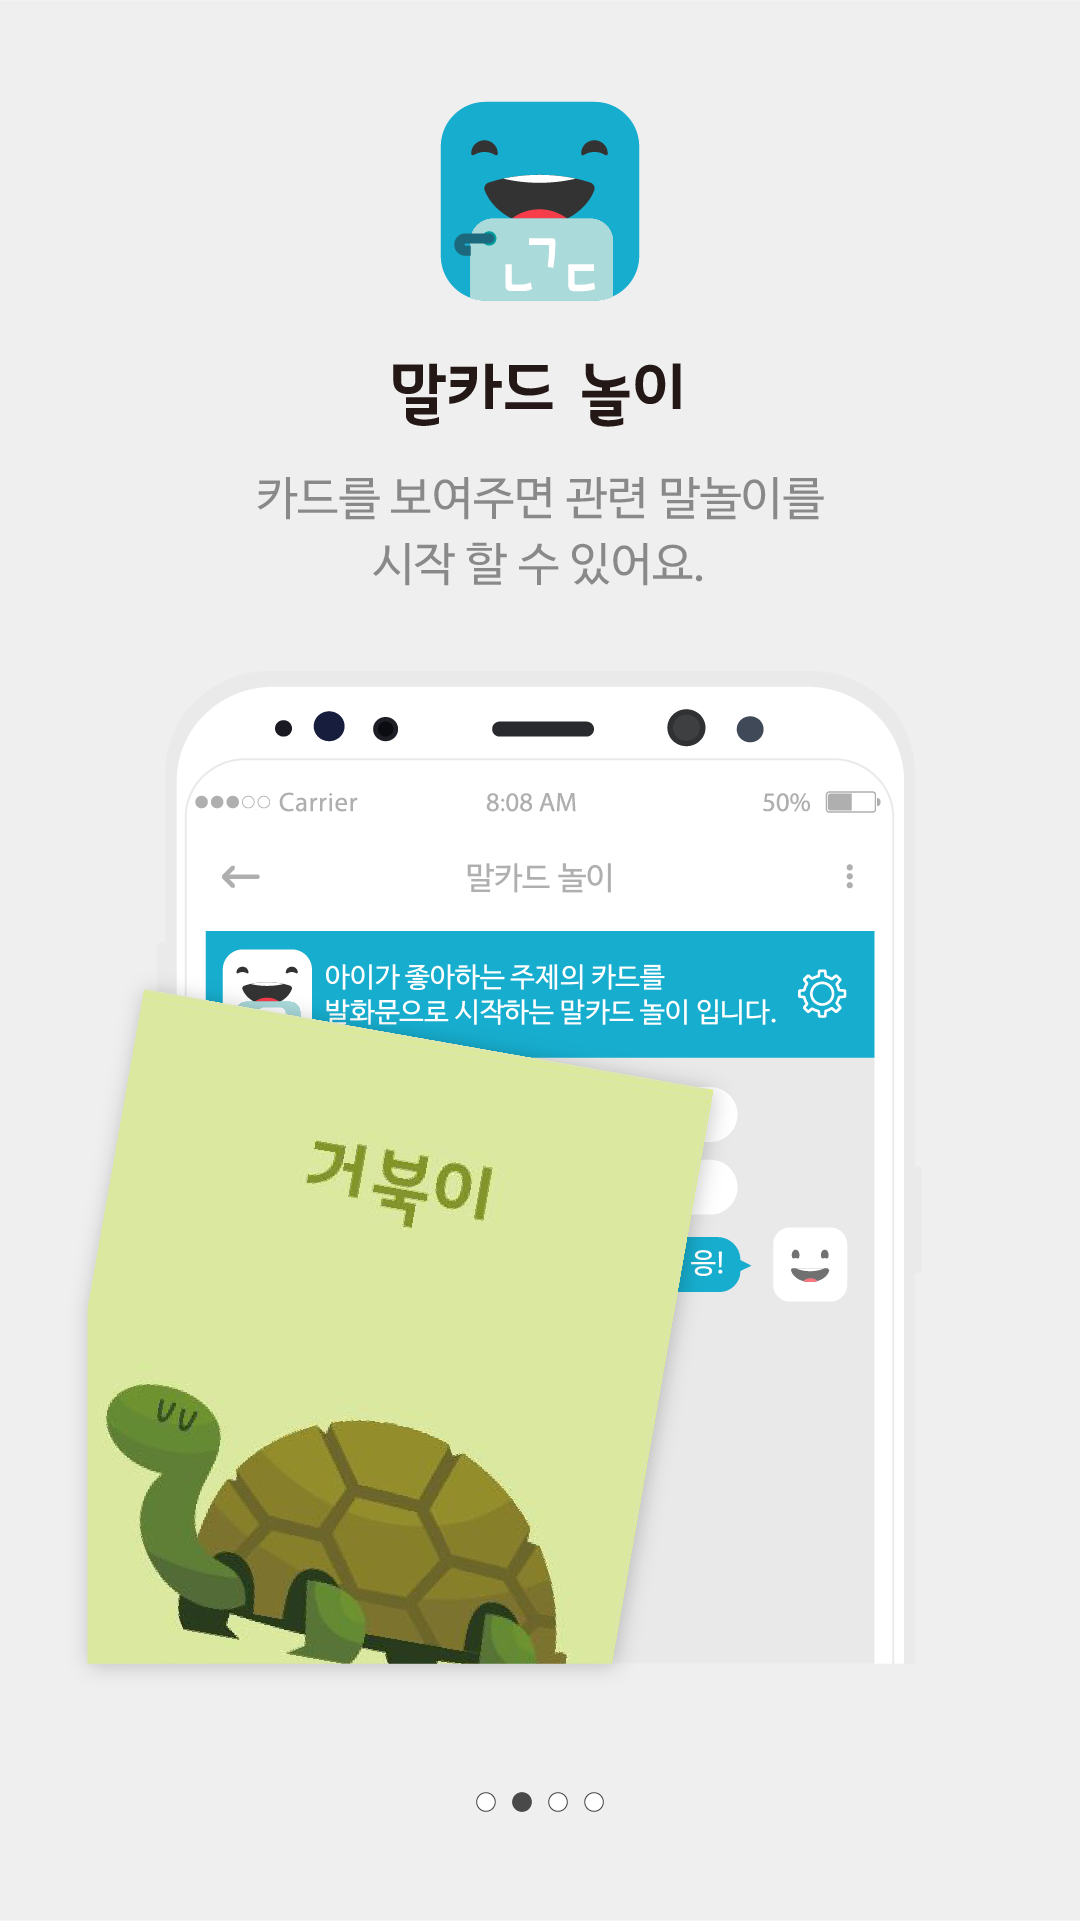 ㄱ
ㄴ ㄷ
말카드 놀이
카드를 보여주면 관련 말놀이를
시작 할 수 있어요.
Carrier 8:08 AM 50%
말카드 놀이
아이가 좋아하는 주제의 카드를
발화문으로 시작하는 말카드 놀이 입니다.
거북이
응!